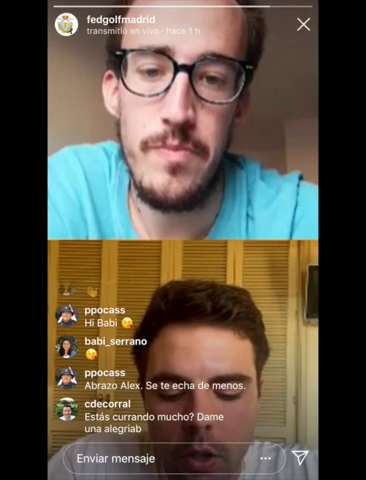 fedgolfmadrid
transmitió en vivo · hace 1 h
ppocass
Hi Babi 😘
babi_serrano
😘
ppocass
Abrazo Alex. Se te echa de menos.
cdecorral
Estás currando mucho? Dame
una alegriab
Enviar mensaje